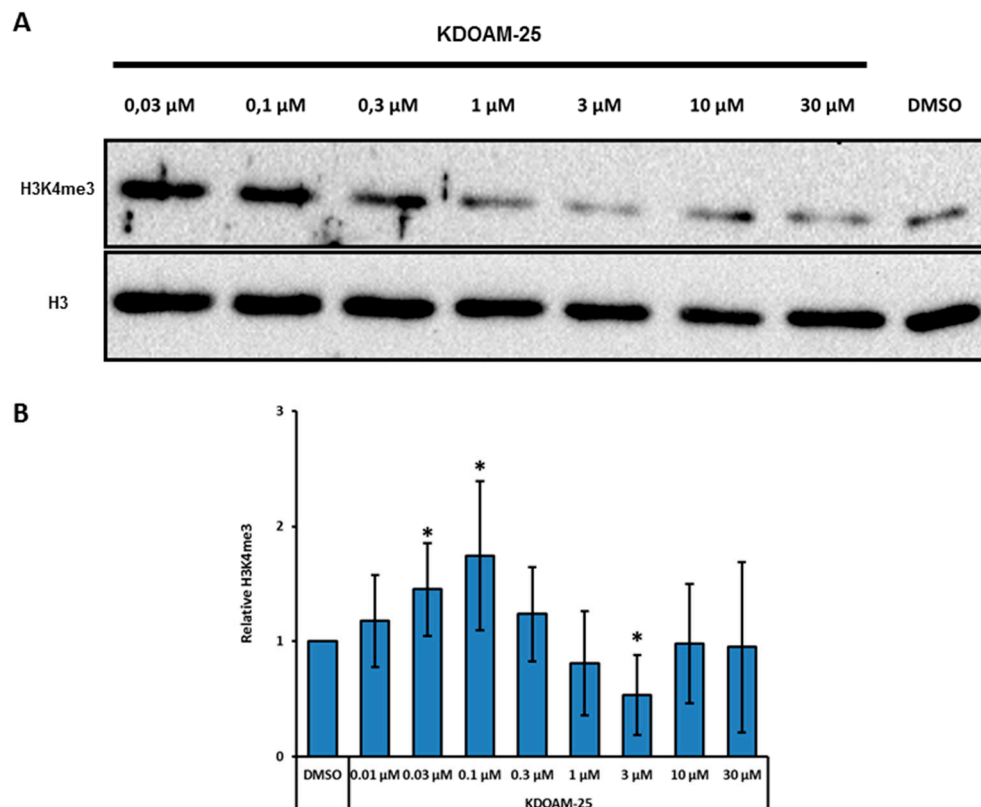 A
KDOAM-25
0,03 µM 0,1 µM 0,3 µM 1 µM 3 µM 10 µM 30 µM DMSO
H3K4me3
H3
B
Relative H3K4me3
3
2
1
0
* * *
DMSO 0.01 µM 0.03 µM 0.1 µM 0.3 µM 1 µM 3 µM 10 µM 30 µM
KDOAM-25